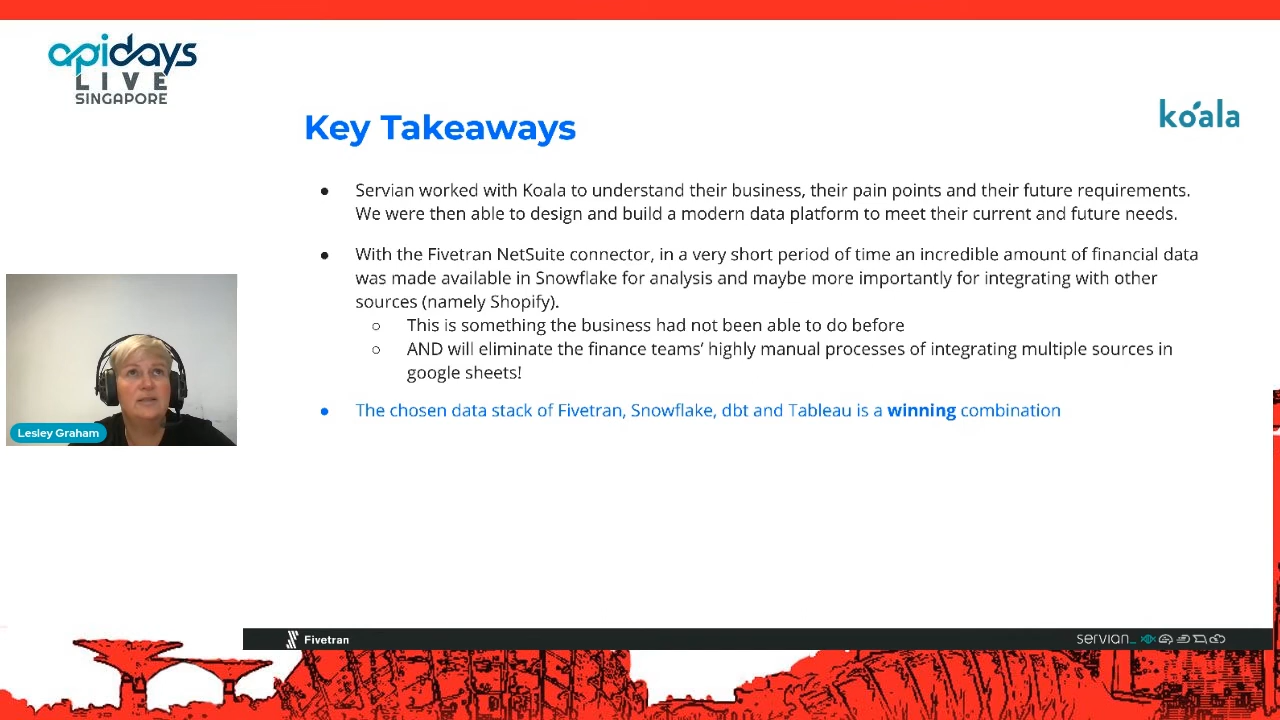 apidays
LIVE
SINGAPORE
koala
Key Takeaways
● Servian worked with Koala to understand their business, their pain points and their future requirements.
We were then able to design and build a modern data platform to meet their current and future needs.
● With the Fivetran NetSuite connector, in a very short period of time an incredible amount of financial data
was made available in Snowflake for analysis and maybe more importantly for integrating with other
sources (namely Shopify).
○ This is something the business had not been able to do before
○ AND will eliminate the finance teams’ highly manual processes of integrating multiple sources in
google sheets!
● The chosen data stack of Fivetran, Snowflake, dbt and Tableau is a winning combination
Lesley Graham
Fivetran
servian_